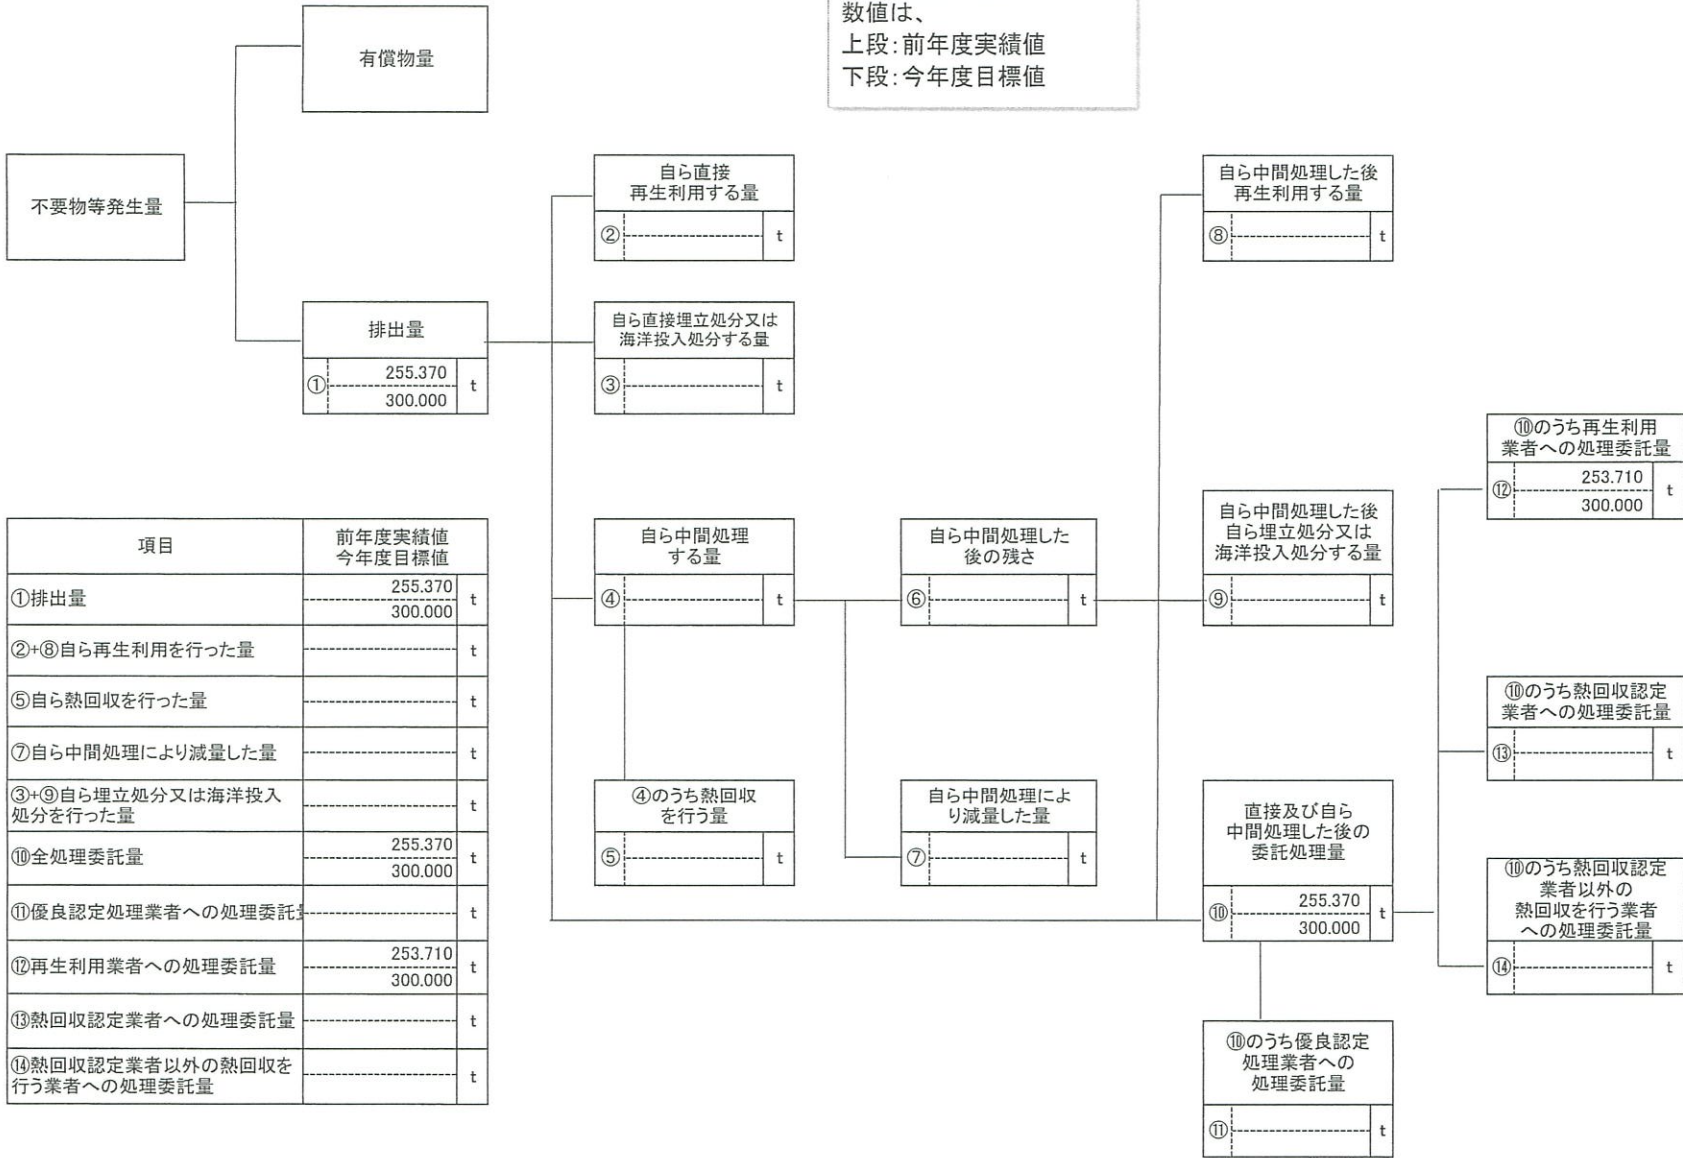 数値は、
上段:前年度実績値
下段:今年度目標値
有償物量
不要物等発生量
排出量
① 255.370 t
300.000
自ら直接
再生利用する量
② t
自ら直接埋立処分又は
海洋投入処分する量
③ t
自ら中間処理
する量
④ t
④のうち熱回収
を行う量
⑤ t
自ら中間処理した
後の残さ
⑥ t
自ら中間処理によ
り減量した量
⑦ t
自ら中間処理した後
再生利用する量
⑧ t
自ら中間処理した後
自ら埋立処分又は
海洋投入処分する量
⑨ t
直接及び自ら
中間処理した後の
委託処理量
⑩ 255.370 t
300.000
⑩のうち優良認定
処理業者への
処理委託量
⑪ t
⑩のうち再生利用
業者への処理委託量
⑫ 253.710 t
300.000
⑩のうち熱回収認定
業者への処理委託量
⑬ t
⑩のうち熱回収認定
業者以外の
熱回収を行う業者
への処理委託量
⑭ t
項目 前年度実績値
今年度目標値
①排出量 255.370 t
300.000
②+⑧自ら再生利用を行った量 t
⑤自ら熱回収を行った量 t
⑦自ら中間処理により減量した量 t
③+⑨自ら埋立処分又は海洋投入
処分を行った量 t
⑩全処理委託量 255.370 t
300.000
⑪優良認定処理業者への処理委託 t
⑫再生利用業者への処理委託量 253.710 t
300.000
⑬熱回収認定業者への処理委託量 t
⑭熱回収認定業者以外の熱回収を
行う業者への処理委託量 t